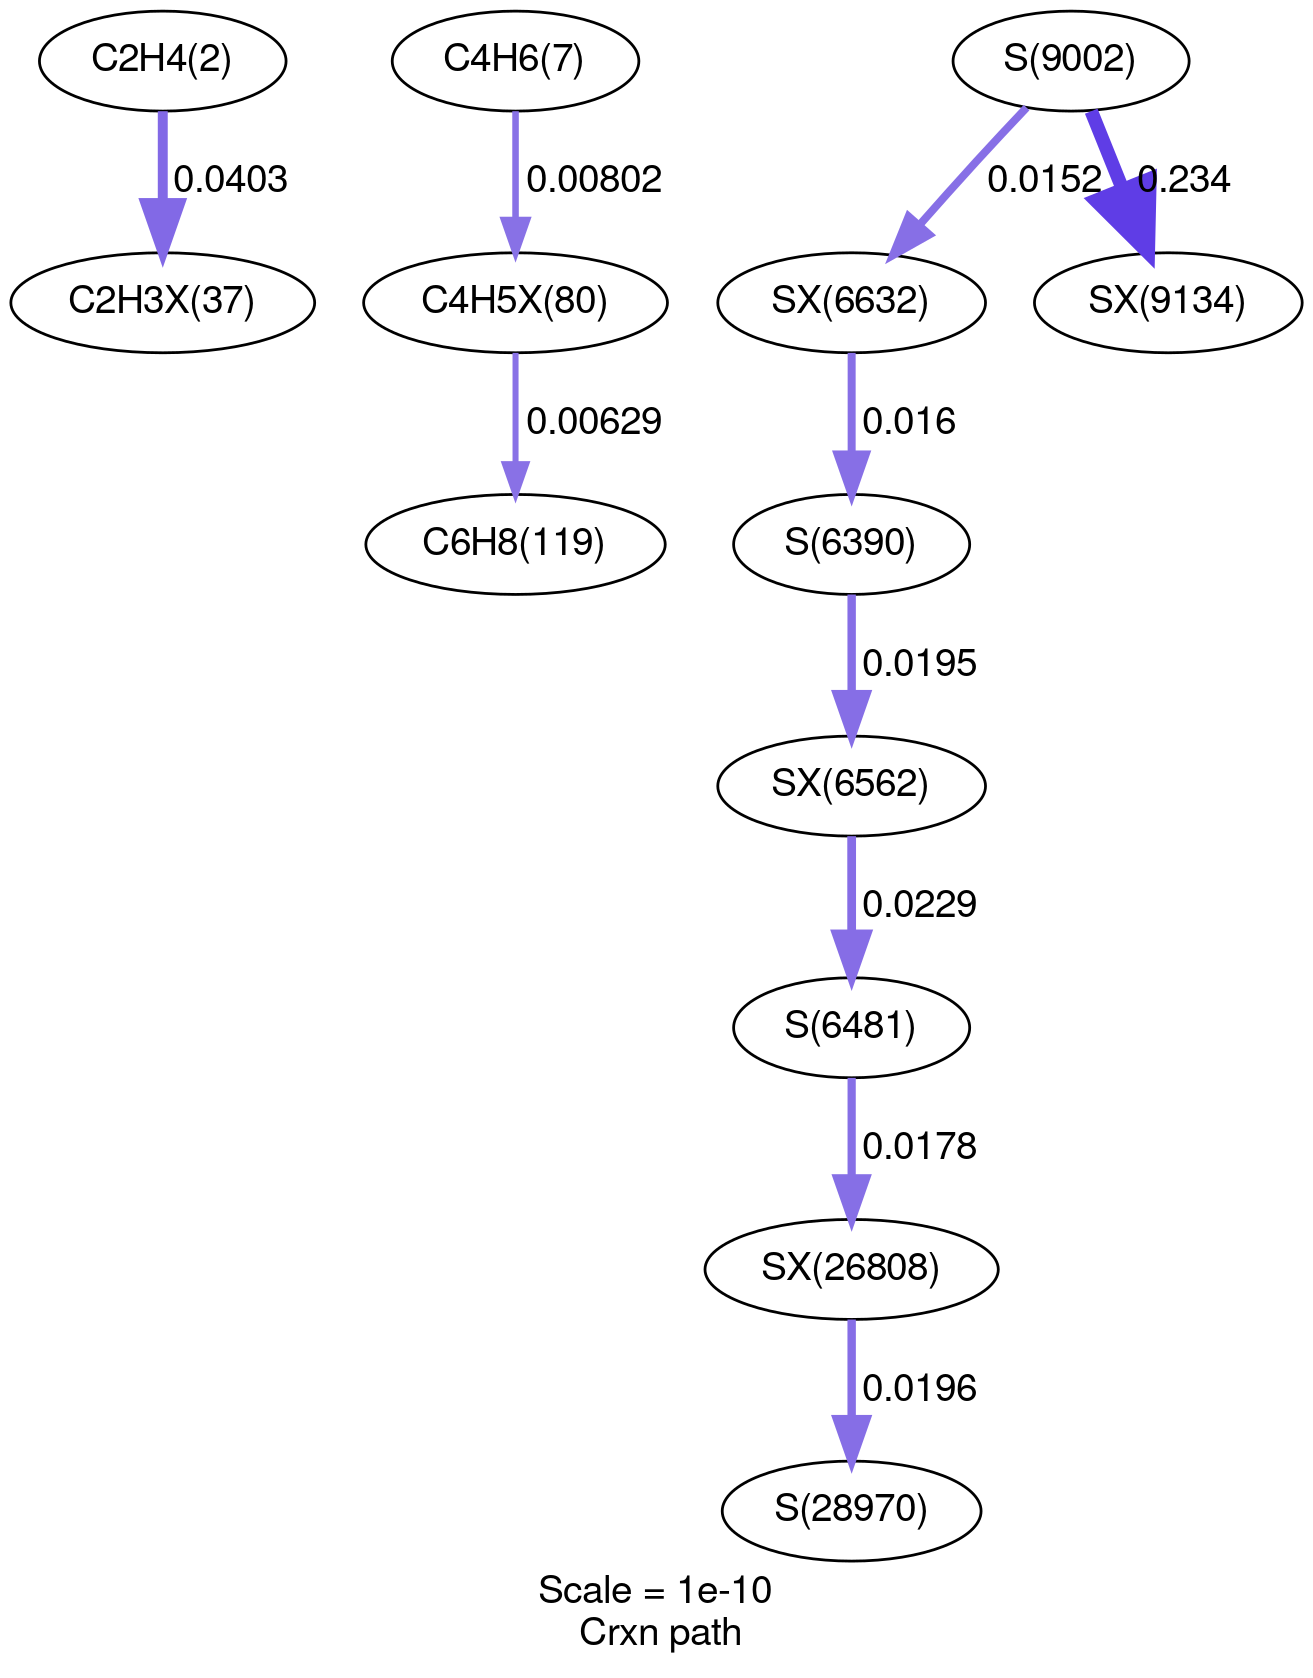 C2H4(2)
C4H6(7)
S(9002)
0.0403
0.00802
0.0152
0.234
C2H3X(37)
C4H5X(80)
SX(6632)
SX(9134)
0.00629
0.016
C6H8(119)
S(6390)
0.0195
SX(6562)
0.0229
S(6481)
0.0178
SX(26808)
0.0196
S(28970)
Scale = 1e-10
Crxn path